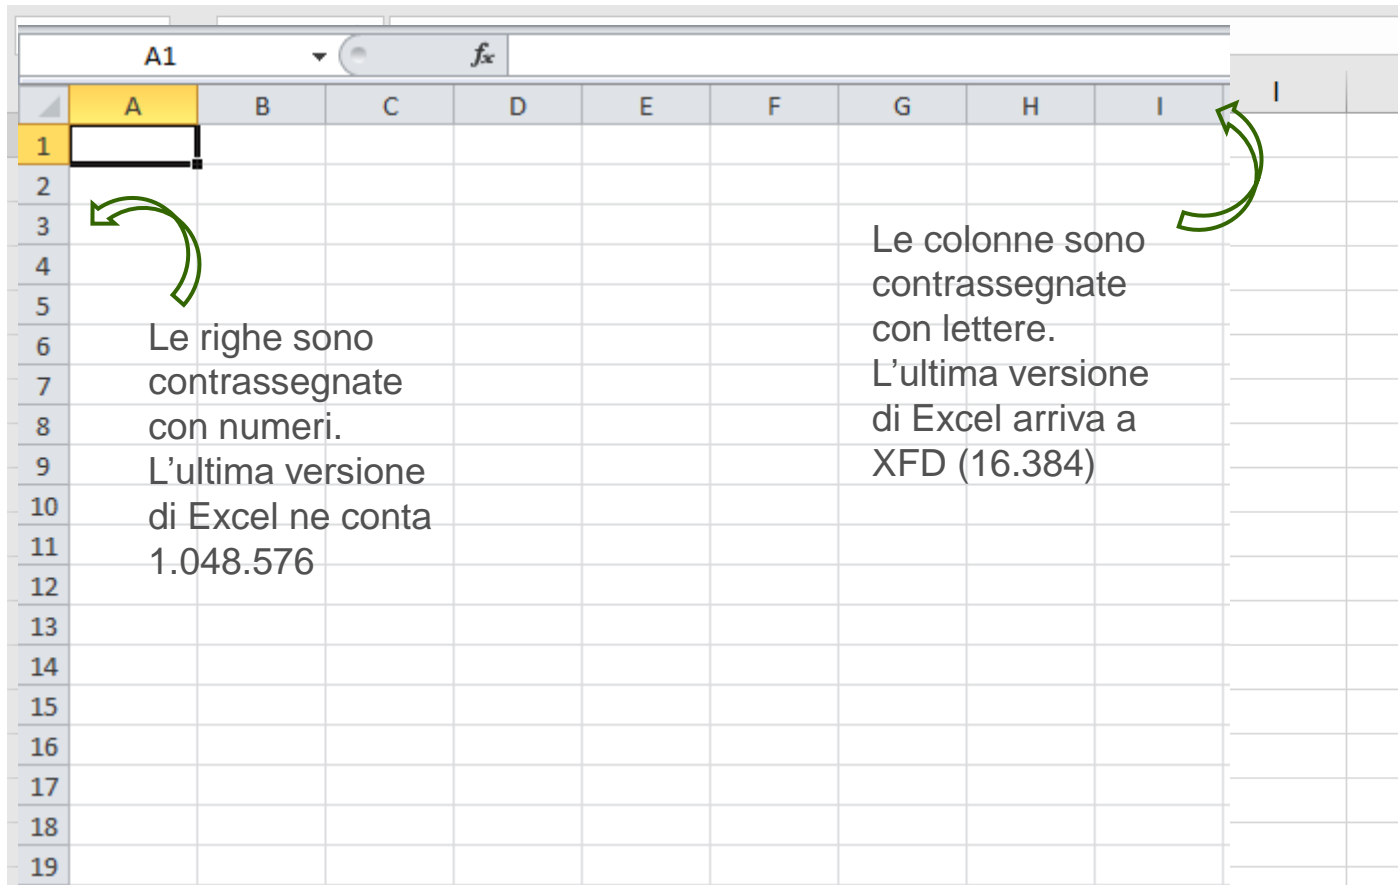 A1 fx
I
A B C D E F G H I
1
2
3
4
5
6
7
8
9
10
11
12
13
14
15
16
17
18
19
Le righe sono
contrassegnate
con numeri.
L’ultima versione
di Excel ne conta
1.048.576
Le colonne sono
contrassegnate
con lettere.
L’ultima versione
di Excel arriva a
XFD (16.384)